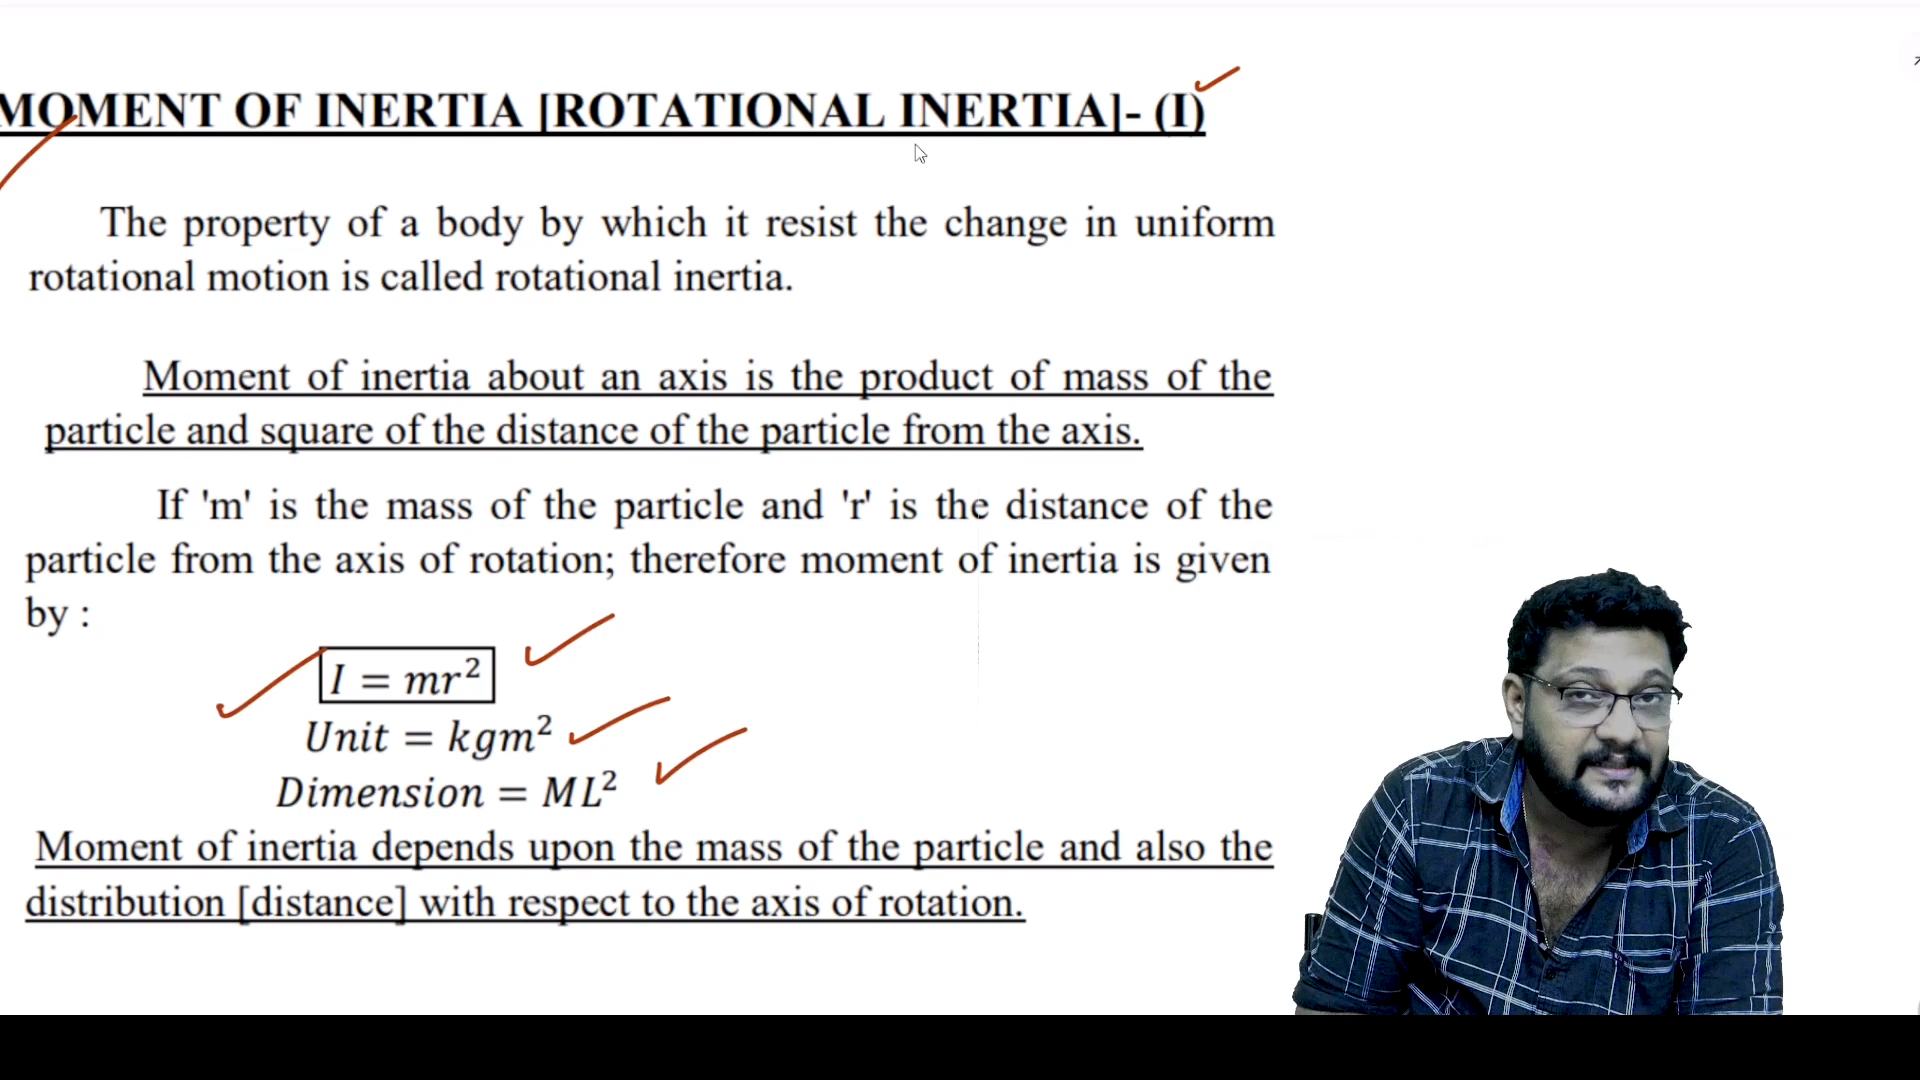 MOMENT OF INERTIA [ROTATIONAL INERTIA]- (I)
The property of a body by which it resist the change in uniform
rotational motion is called rotational inertia.
Moment of inertia about an axis is the product of mass of the
particle and square of the distance of the particle from the axis.
If 'm' is the mass of the particle and 'r' is the distance of the
particle from the axis of rotation; therefore moment of inertia is given
by :
I = mr²
Unit = kgm²
Dimension = ML²
Moment of inertia depends upon the mass of the particle and also the
distribution [distance] with respect to the axis of rotation.